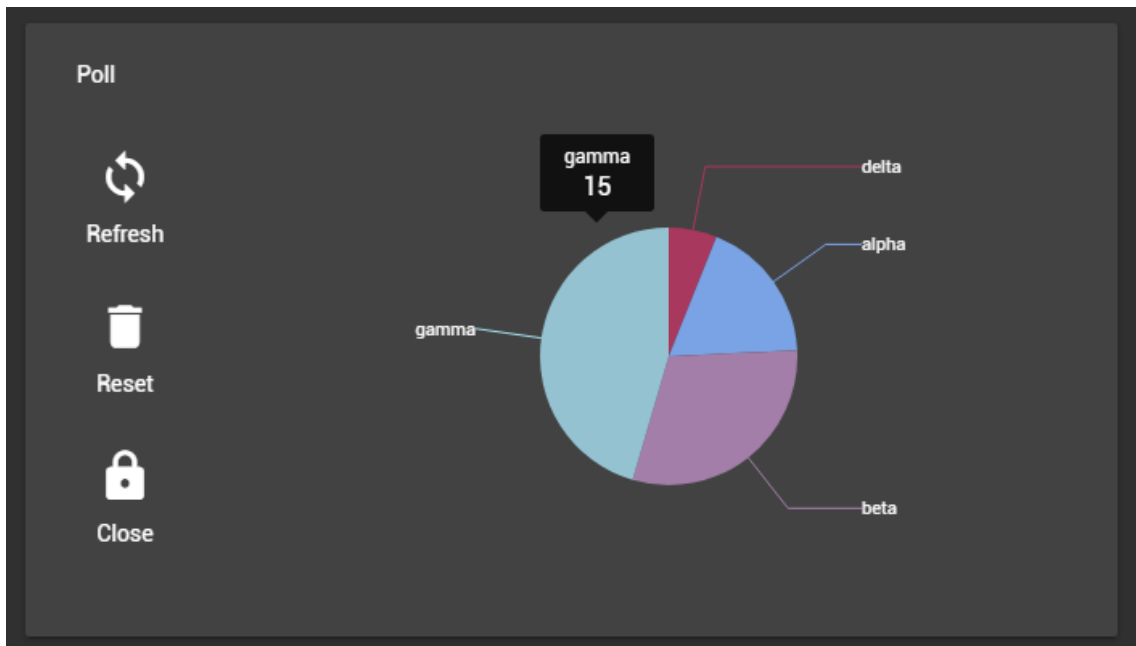 Poll
Refresh
Reset
Close
gamma
15
delta
alpha
gamma
beta